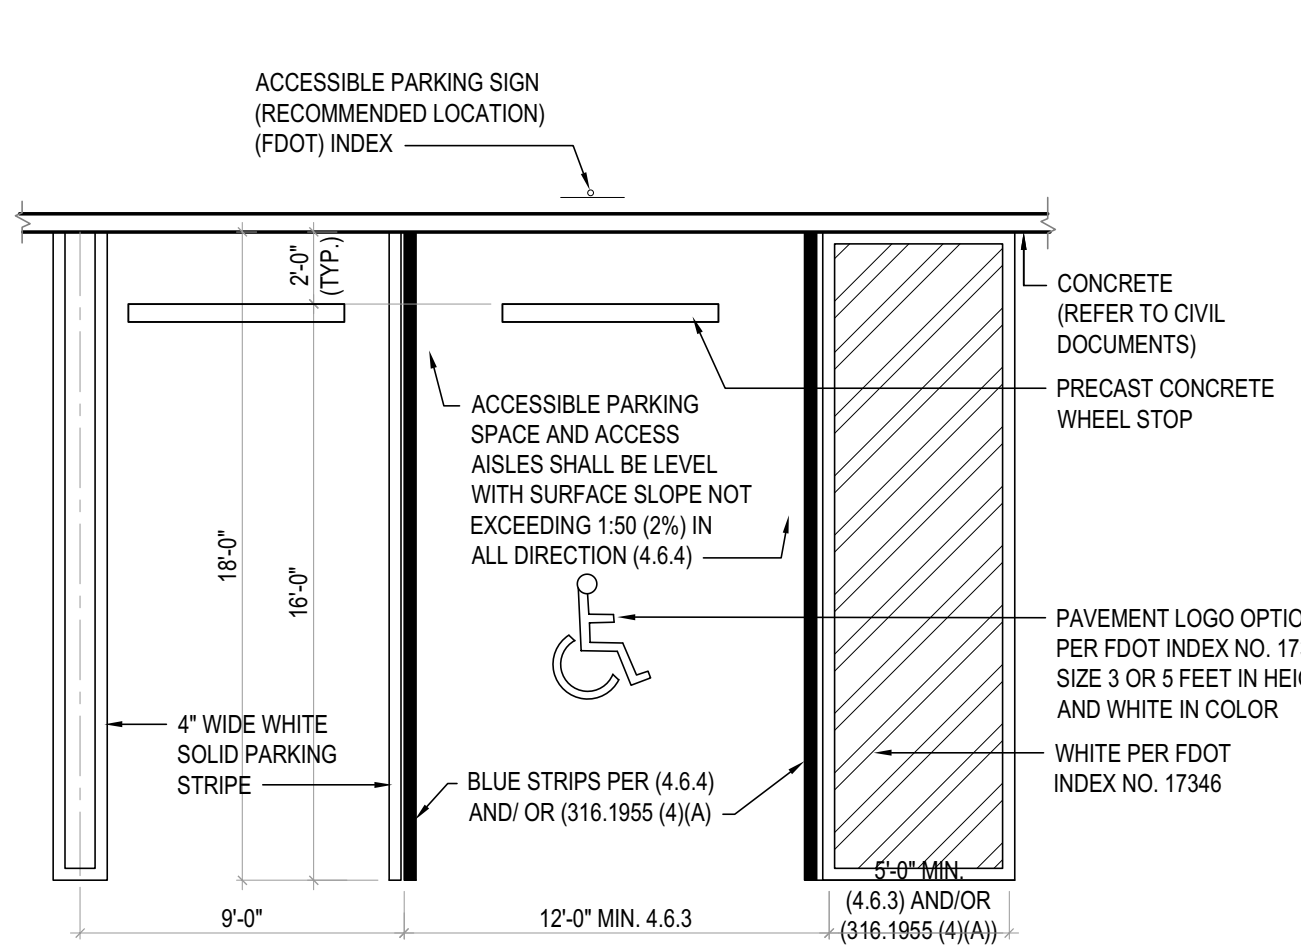 ACCESSIBLE PARKING SIGN
(RECOMMENDED LOCATION)
(FDOT) INDEX
2'-0"
(TYP.)
CONCRETE
(REFER TO CIVIL
DOCUMENTS)
PRECAST CONCRETE
WHEEL STOP
ACCESSIBLE PARKING
SPACE AND ACCESS
AISLES SHALL BE LEVEL
WITH SURFACE SLOPE NOT
EXCEEDING 1:50 (2%) IN
ALL DIRECTION (4.6.4)
18'-0"
16'-0"
PAVEMENT LOGO
PER FDOT INDEX NO.
SIZE 3 OR 5 FEET IN
AND WHITE IN COLOR
4" WIDE WHITE
SOLID PARKING
STRIPE
BLUE STRIPS PER (4.6.4)
AND/ OR (316.1955 (4)(A)
WHITE PER FDOT
INDEX NO. 17346
9'-0"
12'-0" MIN. 4.6.3
5'-0" MIN.
(4.6.3) AND/OR
(316.1955 (4)(A))